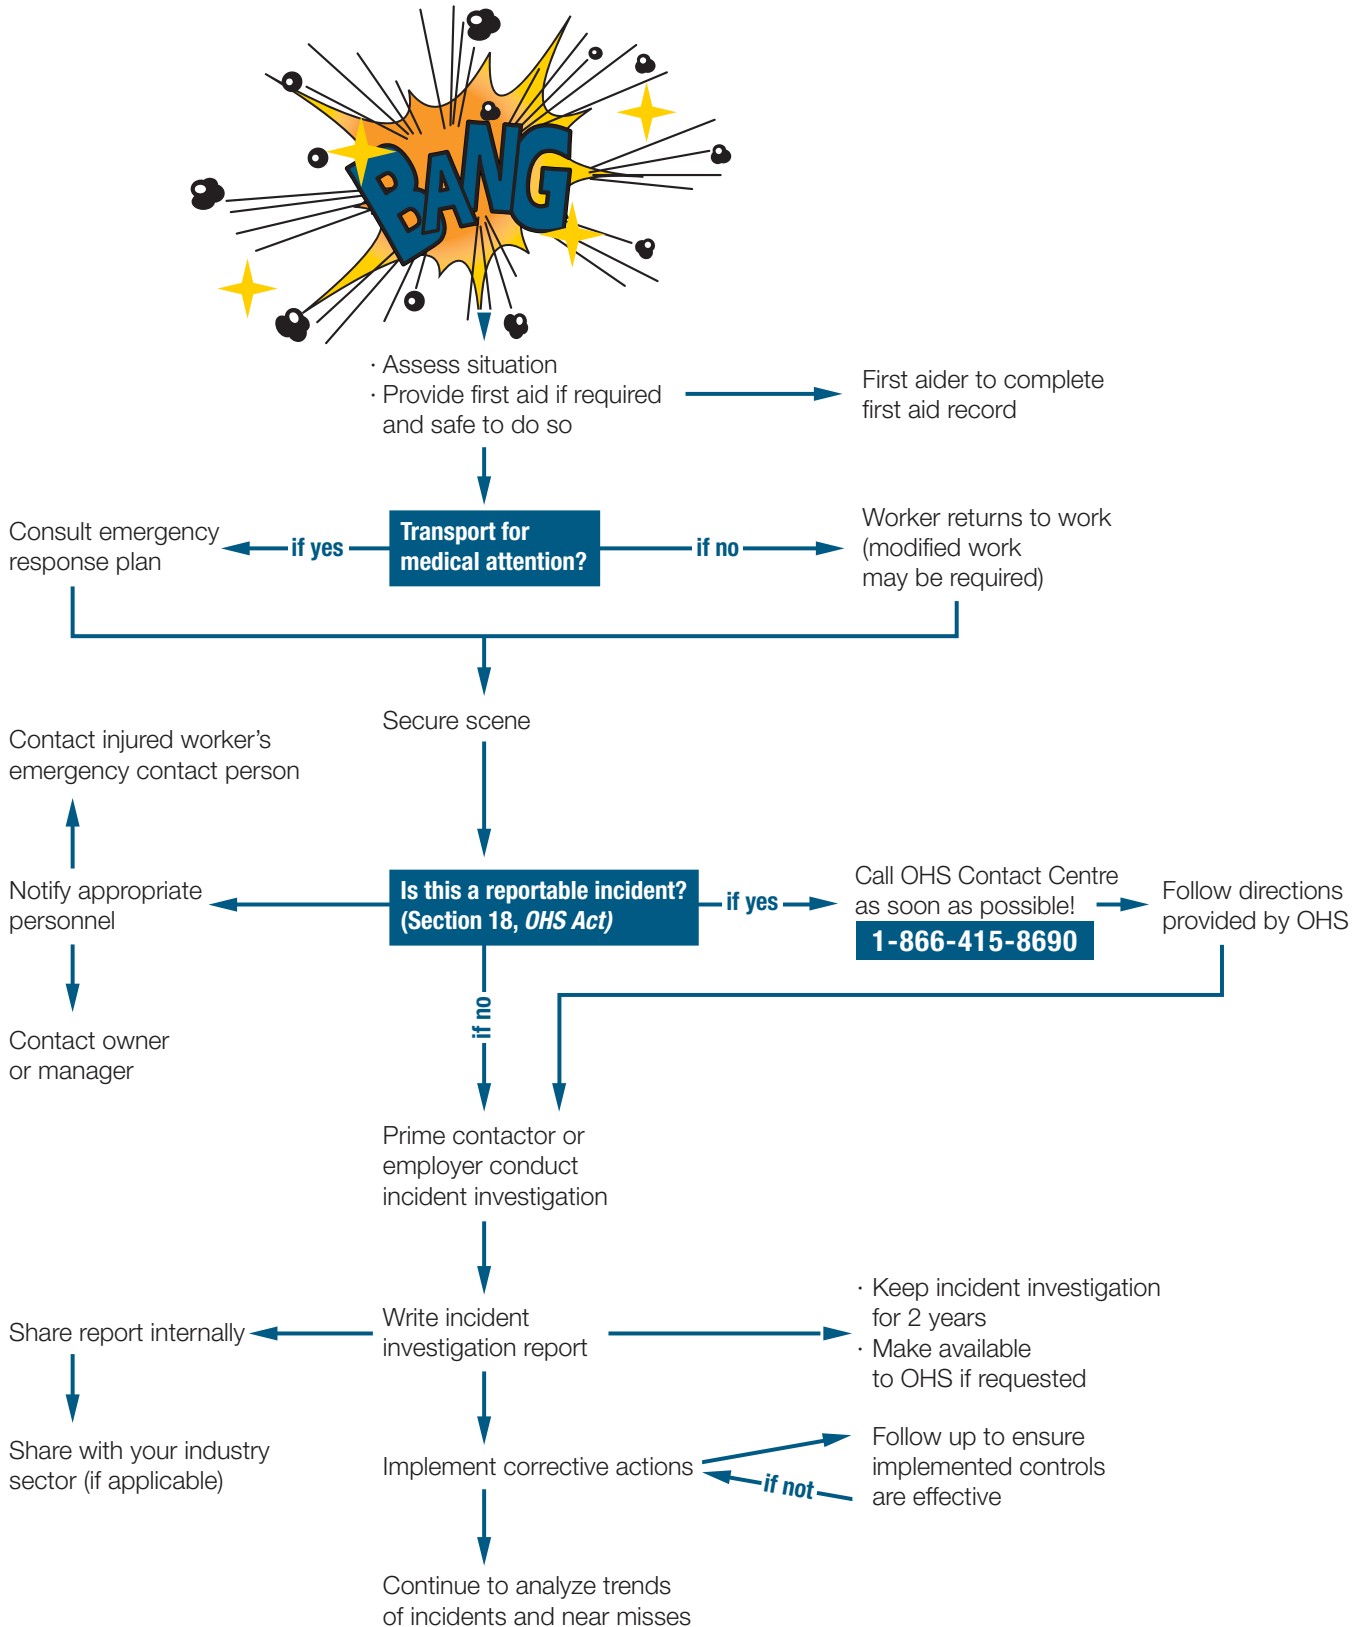 BANG
· Assess situation
· Provide first aid if required
and safe to do so
First aider to complete
first aid record
Transport for
medical attention?
if yes
Consult emergency
response plan
if no
Worker returns to work
(modified work
may be required)
Secure scene
Is this a reportable incident?
(Section 18, OHS Act)
Notify appropriate
personnel
Contact injured worker’s
emergency contact person
Contact owner
or manager
if yes
Call OHS Contact Centre
as soon as possible!
1-866-415-8690
Follow directions
provided by OHS
if no
Prime contactor or
employer conduct
incident investigation
Write incident
investigation report
Share report internally
Share with your industry
sector (if applicable)
· Keep incident investigation
for 2 years
· Make available
to OHS if requested
Implement corrective actions
Follow up to ensure
implemented controls
are effective
if not
Continue to analyze trends
of incidents and near misses